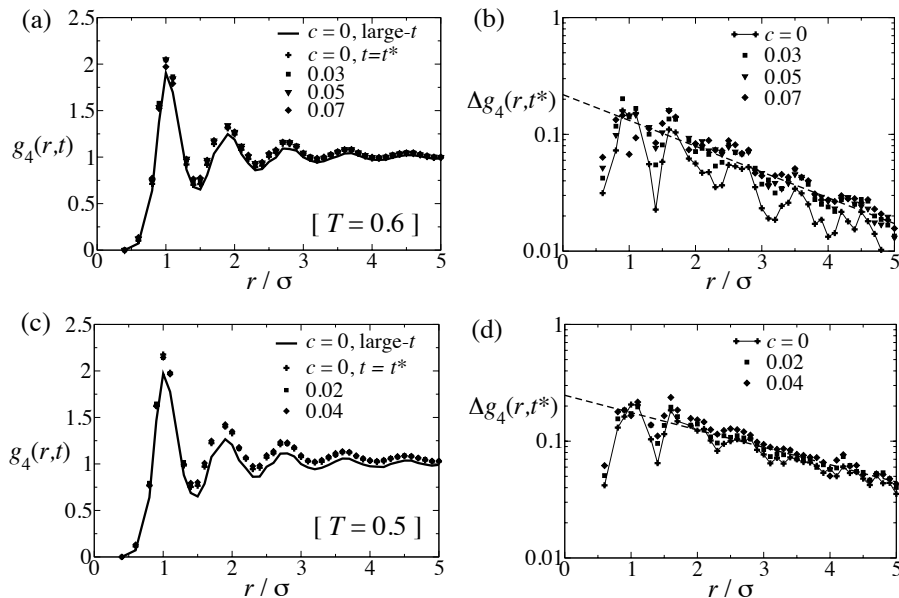 (a)
2.5
2
1.5
1
0.5
0
g4(r,t)
c = 0, large-t
c = 0, t=t*
0.03
0.05
0.07
[ T = 0.6 ]
0 1 2 3 4 5
r / σ
(b)
1
0.1
0.01
Δg4(r,t*)
c = 0
0.03
0.05
0.07
0 1 2 3 4 5
r / σ
(c)
2.5
2
1.5
1
0.5
0
g4(r,t)
c = 0, large-t
c = 0, t = t*
0.02
0.04
[ T = 0.5 ]
0 1 2 3 4 5
r / σ
(d)
1
0.1
0.01
Δg4(r,t*)
c = 0
0.02
0.04
0 1 2 3 4 5
r / σ